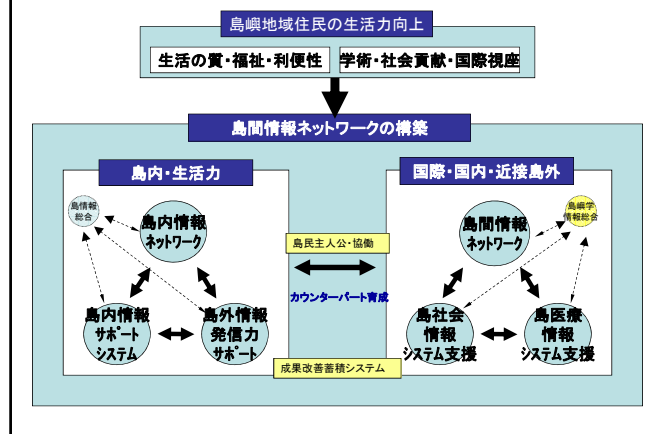 島嶼地域住民の生活力向上
生活の質・福祉・利便性
学術・社会貢献・国際視座
島間情報ネットワークの構築
島内・生活力
国際・国内・近接島外
島情報
総合
島内情報
ネットワーク
島内情報
サポート
システム
島外情報
発信力
サポート
島民主人公・協働
カウンターパート育成
成果改善蓄積システム
島間情報
ネットワーク
島嶼学
情報総合
島社会
情報
システム支援
島医療
情報
システム支援